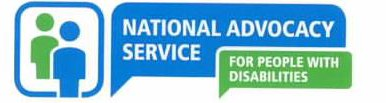 NATIONAL ADVOCACY
SERVICE
FOR PEOPLE WITH
DISABILITIES